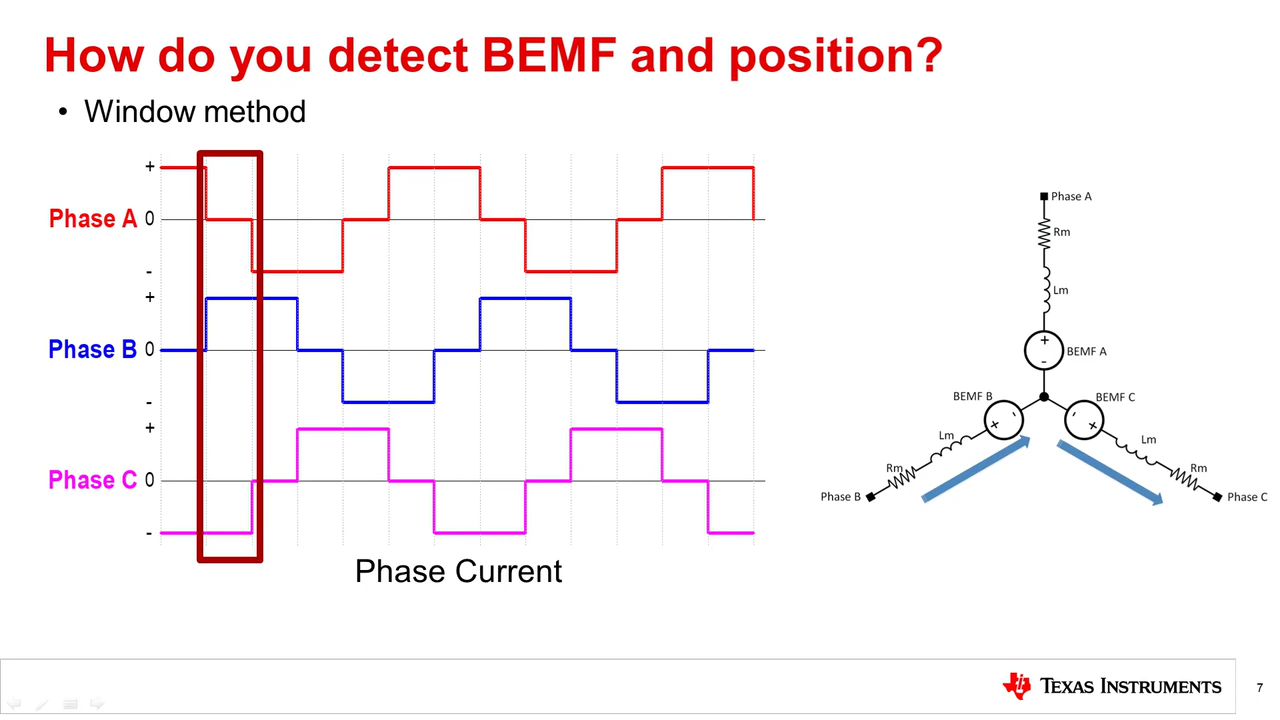 How do you detect BEMF and position?
• Window method
+
Phase A 0
-
+
Phase B 0
-
+
Phase C 0
-
Phase Current
Phase A
Rm
Lm
+
-
BEMF A
BEMF B
BEMF C
-
+
-
+
Lm
Lm
Rm
Rm
Phase B
Phase C
TEXAS INSTRUMENTS
7